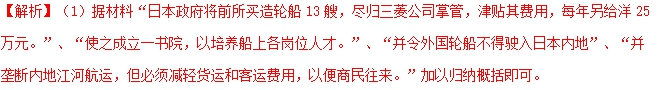 【解析】（1）据材料“日本政府将前所买造轮船 13 艘，尽归三菱公司掌管，津贴其费用，每年另给洋 25
万元。”、“使之成立一书院，以培养船上各岗位人才。”、“并令外国轮船不得驶入日本内地”、“并
垄断内地江河航运，但必须减轻货运和客运费用，以便商民往来。”加以归纳概括即可。